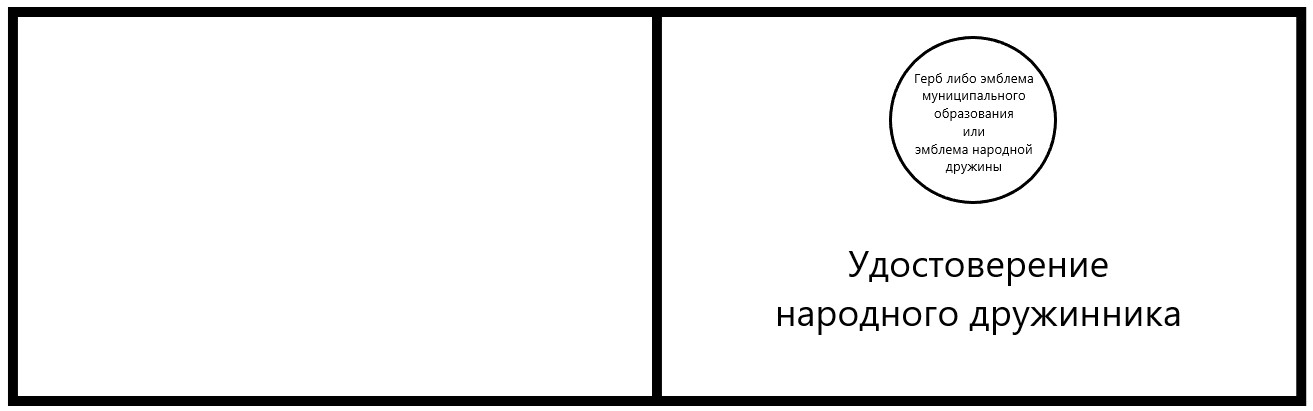 Герб либо эмблема
муниципального
образования
или
эмблема народной
дружины
Удостоверение
народного дружинника